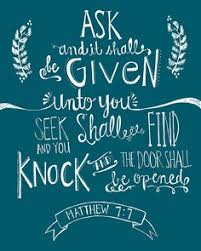 ASK
and it shall
be GIVEN
unto you
SEEK Shall FIND
and you
KNOCK AND THE DOOR SHALL
be opened
MATTHEW 7:7